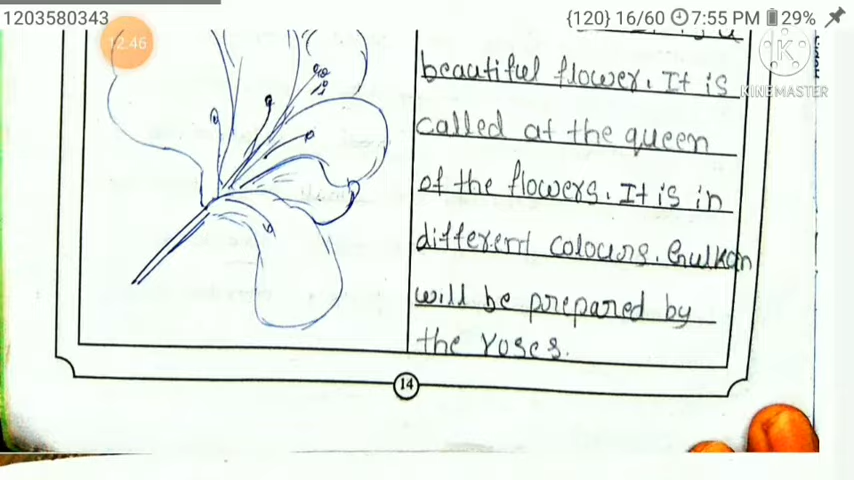 1203580343
{120} 16/60 7:55 PM 29%
12.46
K
KINEMASTER
beautiful flower. It is
called at the queen
of the flowers. It is in
different colours. Gulkan
will be prepared by
the roses.
14